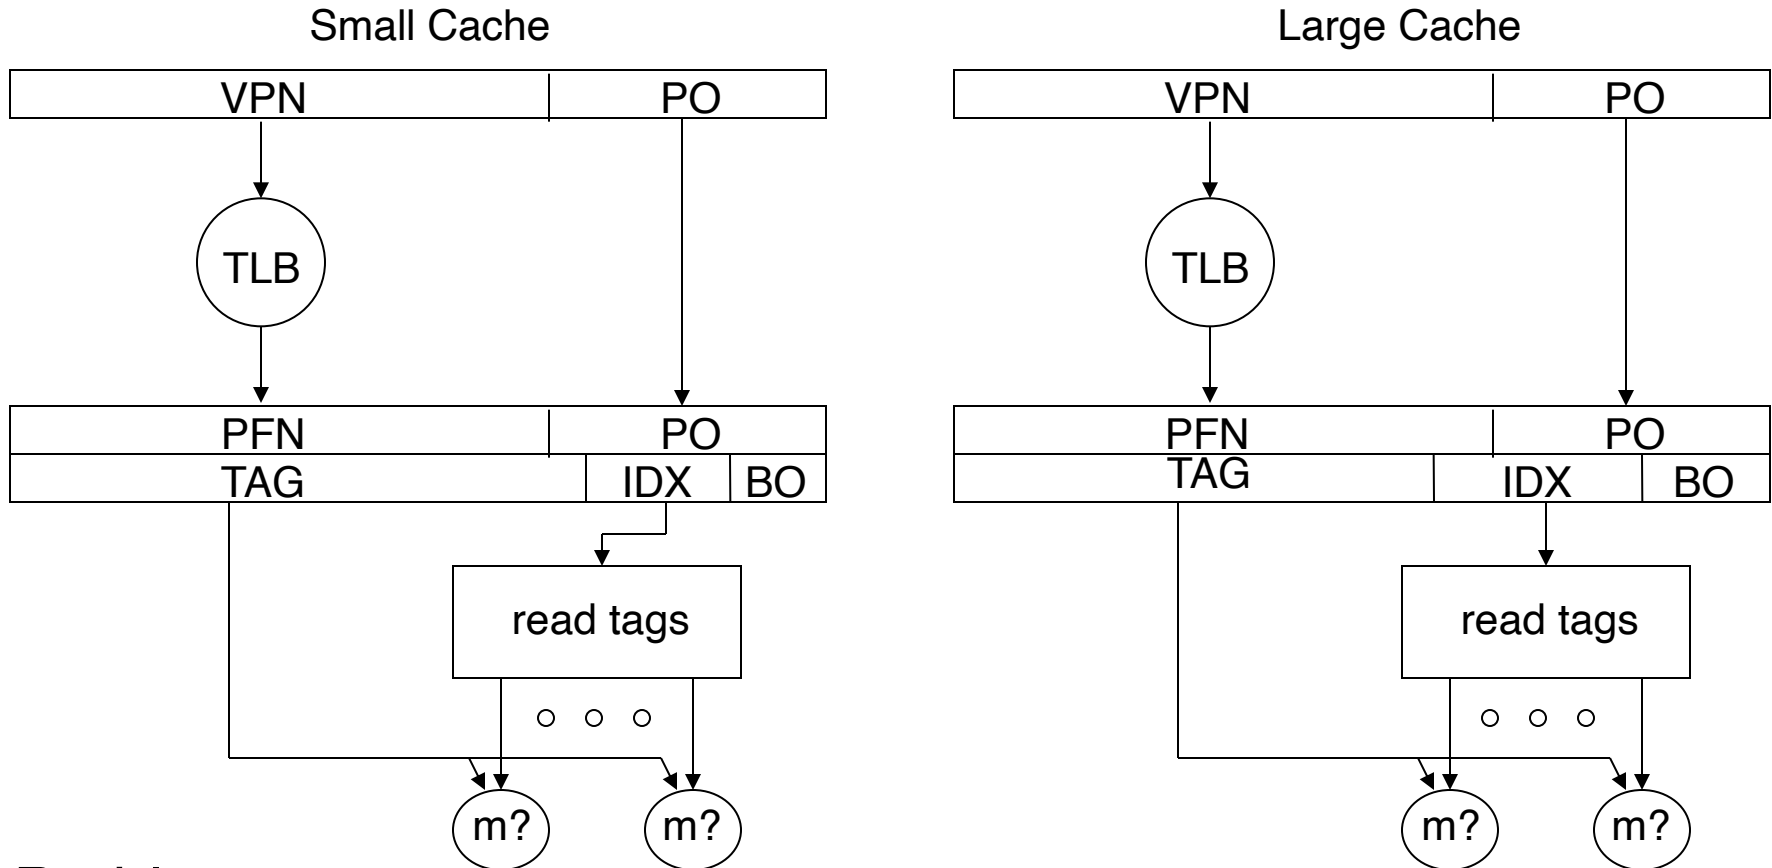 Small Cache
VPN PO
TLB
PFN PO
TAG IDX BO
read tags
m? m?
Large Cache
VPN PO
TLB
PFN PO
TAG IDX BO
read tags
m? m?